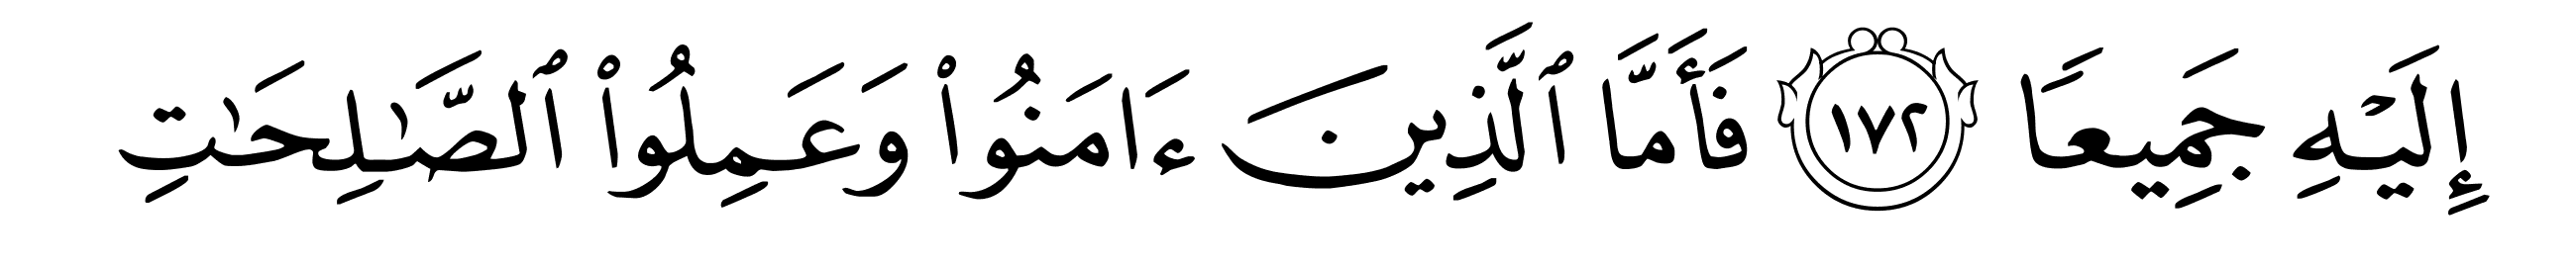 إِلَيْهِ جَمِيعًا ١٧٢ فَأَمَّا ٱلَّذِينَ ءَامَنُوا۟ وَعَمِلُوا۟ ٱلصَّـٰلِحَـٰتِ